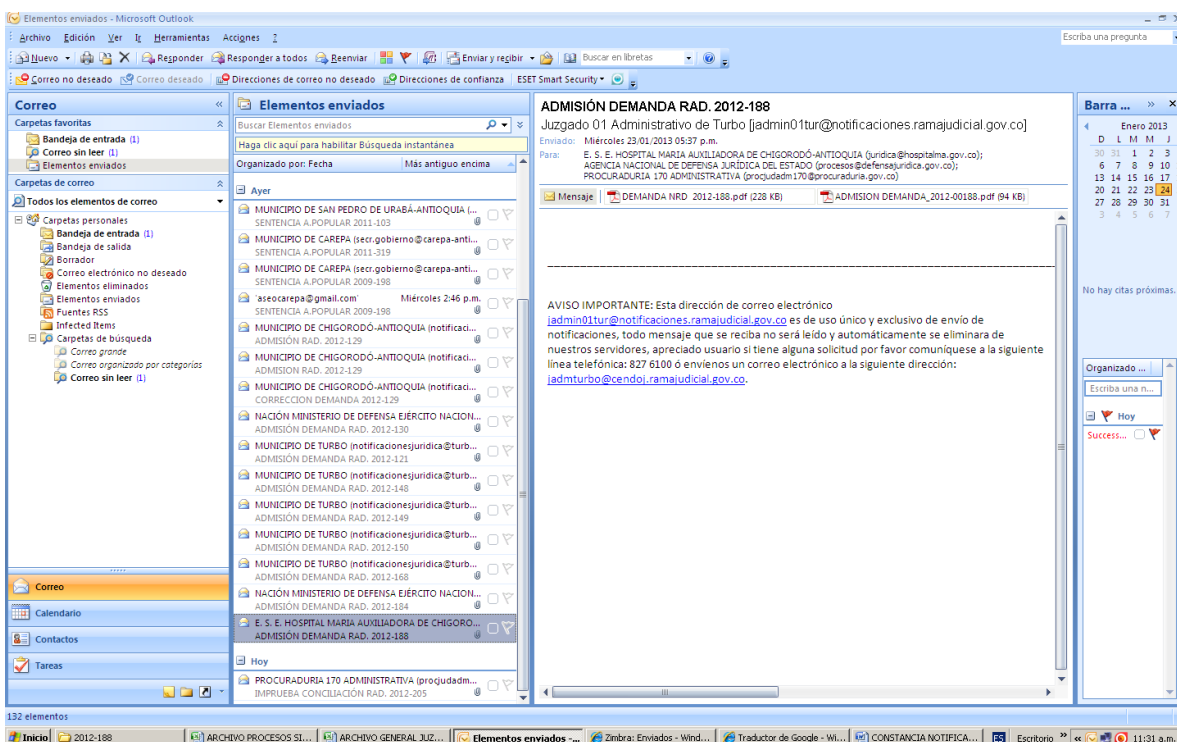 Elementos enviados - Microsoft Outlook
Archivo Edición Ver Ir Herramientas Acciones ?
Escriba una pregunta
Nuevo Responder Responder a todos Reenviar Enviar y recibir Buscar en libretas
Correo no deseado Correo deseado Direcciones de correo no deseado Direcciones de confianza ESET Smart Security
Correo
Carpetas favoritas
Bandeja de entrada (1)
Correo sin leer (1)
Elementos enviados
Carpetas de correo
Todos los elementos de correo
Carpetas personales
Bandeja de entrada (1)
Bandeja de salida
Borrador
Correo electrónico no deseado
Elementos eliminados
Elementos enviados
Fuentes RSS
Infected Items
Carpetas de búsqueda
Correo grande
Correo organizado por categorías
Correo sin leer (1)
Correo
Calendario
Contactos
Tareas
Elementos enviados
Buscar Elementos enviados
Haga clic aquí para habilitar Búsqueda instantánea
Organizado por: Fecha Más antiguo encima
Ayer
MUNICIPIO DE SAN PEDRO DE URABÁ-ANTIOQUIA (...
SENTENCIA A.POPULAR 2011-103
MUNICIPIO DE CAREPA (secr.gobierno@carepa-anti...
SENTENCIA A.POPULAR 2011-319
MUNICIPIO DE CAREPA (secr.gobierno@carepa-anti...
SENTENCIA A.POPULAR 2009-198
'aseocarepa@gmail.com' Miércoles 2:46 p.m.
SENTENCIA A.POPULAR 2009-198
MUNICIPIO DE CHIGORODÓ-ANTIOQUIA (notificaci...
ADMISIÓN RAD. 2012-129
MUNICIPIO DE CHIGORODÓ-ANTIOQUIA (notificaci...
ADMISION RAD. 2012-129
MUNICIPIO DE CHIGORODÓ-ANTIOQUIA (notificaci...
CORRECCION DEMANDA 2012-129
NACIÓN MINISTERIO DE DEFENSA EJÉRCITO NACION...
ADMISIÓN DEMANDA RAD. 2012-130
MUNICIPIO DE TURBO (notificacionesjuridica@turb...
ADMISIÓN DEMANDA RAD. 2012-121
MUNICIPIO DE TURBO (notificacionesjuridica@turb...
ADMISIÓN DEMANDA RAD. 2012-148
MUNICIPIO DE TURBO (notificacionesjuridica@turb...
ADMISIÓN DEMANDA RAD. 2012-149
MUNICIPIO DE TURBO (notificacionesjuridica@turb...
ADMISIÓN DEMANDA RAD. 2012-150
MUNICIPIO DE TURBO (notificacionesjuridica@turb...
ADMISIÓN DEMANDA RAD. 2012-168
NACIÓN MINISTERIO DE DEFENSA EJÉRCITO NACION...
ADMISIÓN DEMANDA RAD. 2012-184
E. S. E. HOSPITAL MARIA AUXILIADORA DE CHIGORO...
ADMISIÓN DEMANDA RAD. 2012-188
Hoy
PROCURADURIA 170 ADMINISTRATIVA (procjudadm...
IMPRUEBA CONCILIACIÓN RAD. 2012-205
ADMISIÓN DEMANDA RAD. 2012-188
Juzgado 01 Administrativo de Turbo [jadmin01tur@notificaciones.ramajudicial.gov.co]
Enviado: Miércoles 23/01/2013 05:37 p.m.
Para: E. S. E. HOSPITAL MARIA AUXILIADORA DE CHIGORODÓ-ANTIOQUIA (juridica@hospitalma.gov.co);
AGENCIA NACIONAL DE DEFENSA JURÍDICA DEL ESTADO (procesos@defensajuridica.gov.co);
PROCURADURIA 170 ADMINISTRATIVA (procjudadm170@procuraduria.gov.co)
Mensaje DEMANDA NRD 2012-188.pdf (228 KB) ADMISION DEMANDA_2012-00188.pdf (94 KB)
AVISO IMPORTANTE: Esta dirección de correo electrónico
jadmin01tur@notificaciones.ramajudicial.gov.co es de uso único y exclusivo de envío de
notificaciones, todo mensaje que se reciba no será leído y automáticamente se eliminara de
nuestros servidores, apreciado usuario si tiene alguna solicitud por favor comuníquese a la siguiente
línea telefónica: 827 6100 ó envíenos un correo electrónico a la siguiente dirección:
jadmturbo@cendoj.ramajudicial.gov.co.
Barra ...
Enero 2013
D L M M J
30 31 1 2 3
6 7 8 9 10
13 14 15 16 17
20 21 22 23 24
27 28 29 30 31
3 4 5 6 7
No hay citas próximas.
Organizado ...
Escriba una n...
Hoy
Success...
132 elementos
Inicio 2012-188 ARCHIVO PROCESOS SI... ARCHIVO GENERAL JUZ... Elementos enviados -... Zimbra: Enviados - Wind... Traductor de Google - Wi... CONSTANCIA NOTIFICA... ES Escritorio 11:31 a.m.